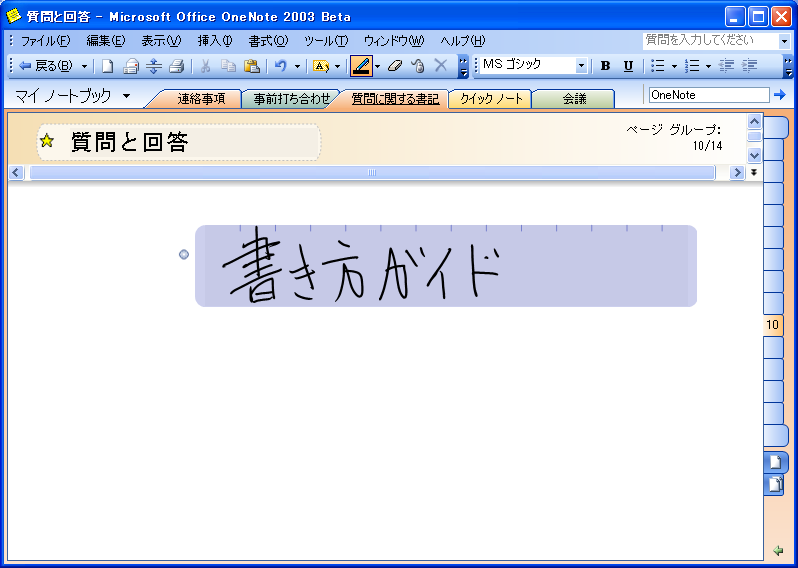 質問と回答 - Microsoft Office OneNote 2003 Beta
ファイル(F) 編集(E) 表示(V) 挿入(I) 書式(O) ツール(T) ウィンドウ(W) ヘルプ(H) 質問を入力してください
戻る(B) A MS ゴシック B U
マイ ノートブック 連絡事項 事前打ち合わせ 質問に関する書記 クイック ノート 会議 OneNote
質問と回答
ページ グループ:
10/14
書き方ガイド
10